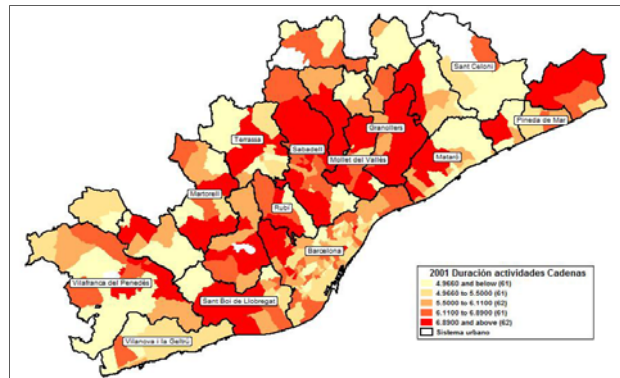 Sant Celoni
Pineda de Mar
Granollers
Terrassa
Sabadell
Mollet del Vallès
Mataró
Martorell
Rubí
Barcelona
Vilafranca del Penedès
Sant Boi de Llobregat
Vilanova i la Geltrú
2001 Duración actividades Cadenas
4.9660 and below (61)
4.9660 to 5.5000 (61)
5.5000 to 6.1100 (62)
6.1100 to 6.8900 (61)
6.8900 and above (62)
Sistema urbano